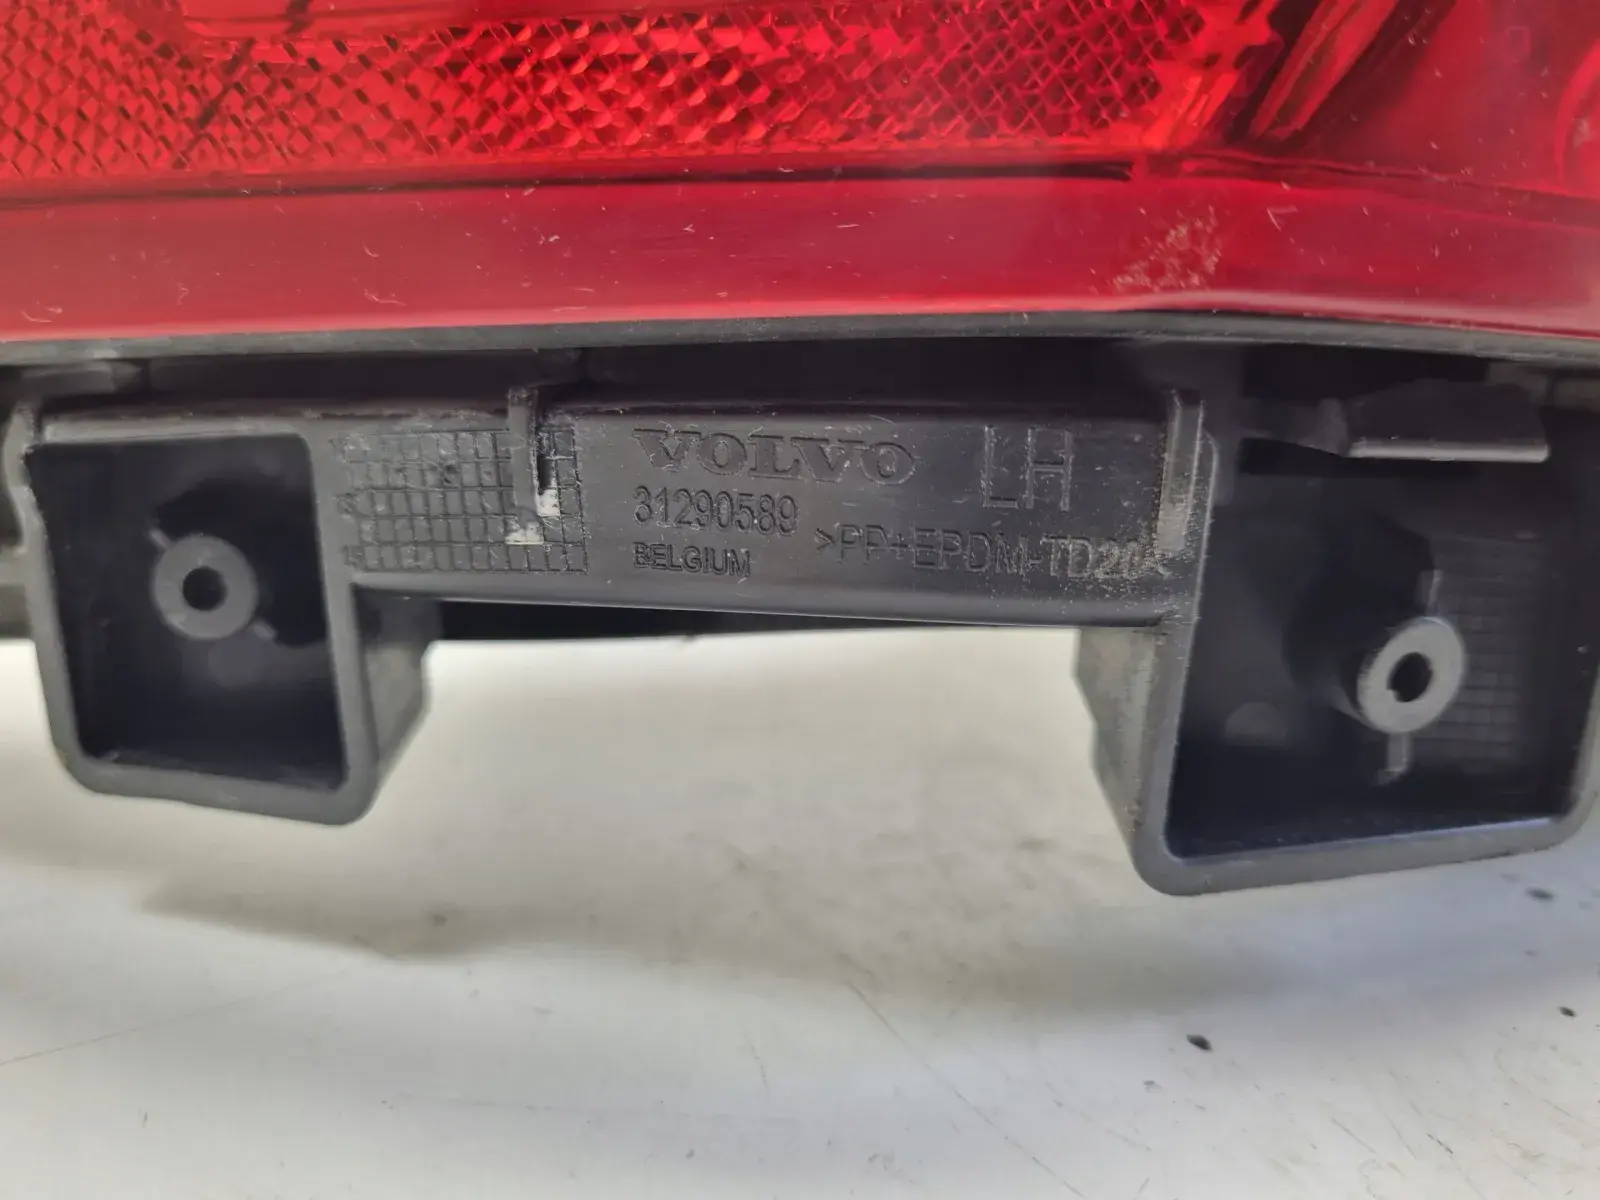 VOLVO LH
31290589
BELGIUM >PP+EPDM-TD20<